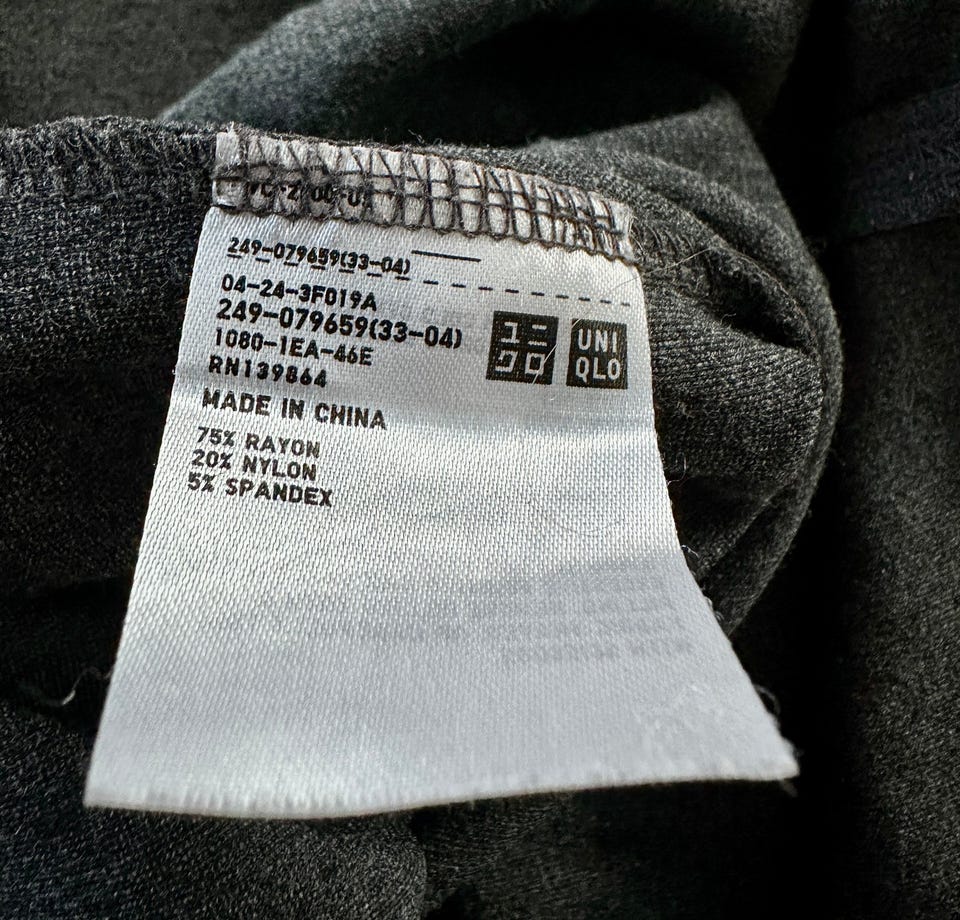 249-079659(33-04)
04-24-3F019A
249-079659(33-04)
1080-1EA-46E
RN139864
MADE IN CHINA
75% RAYON
20% NYLON
5% SPANDEX
ユニ
クロ
UNI
QLO